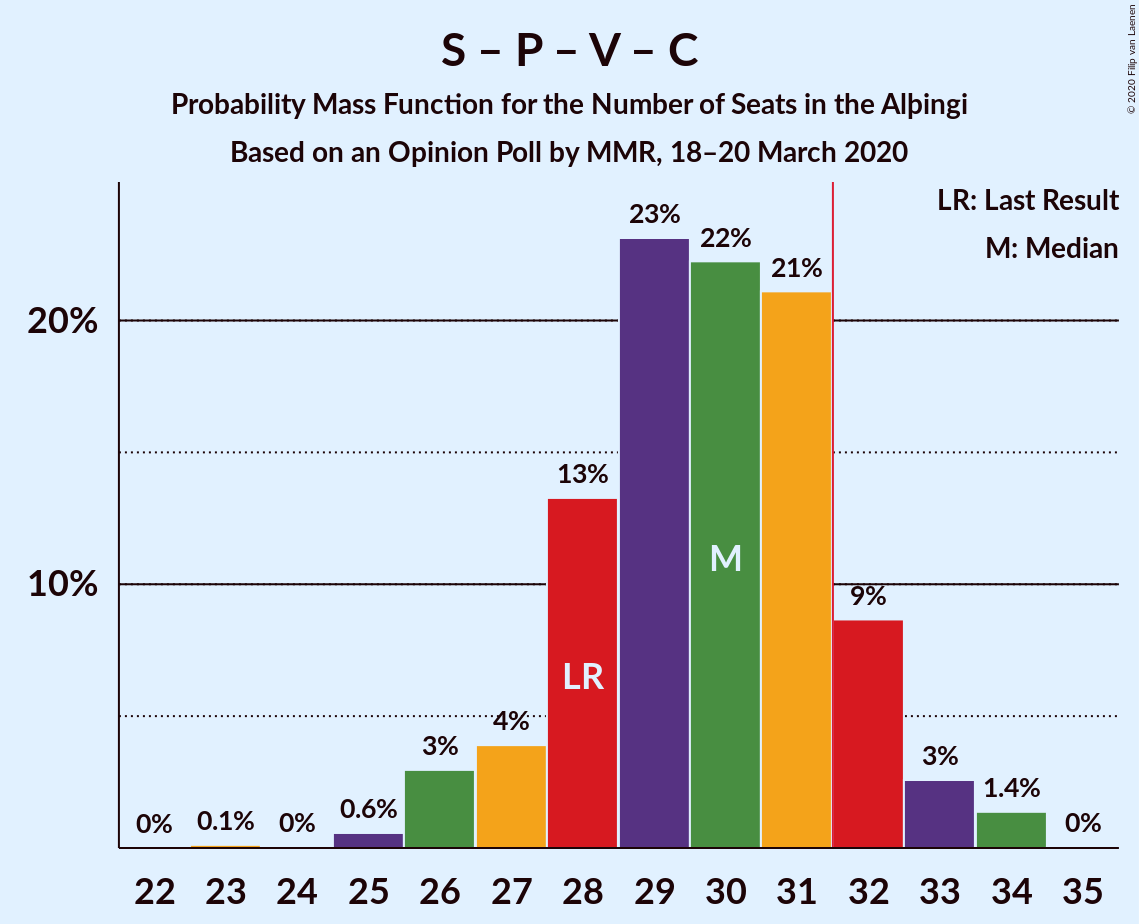 S – P – V – C
Probability Mass Function for the Number of Seats in the Alþingi
Based on an Opinion Poll by MMR, 18–20 March 2020
© 2020 Filip van Laenen
LR: Last Result
M: Median
23%
22%
21%
20%
13%
M
10%
9%
LR
4%
3%
3%
1.4%
0.6%
0%
0.1%
0%
0%
22 23 24 25 26 27 28 29 30 31 32 33 34 35